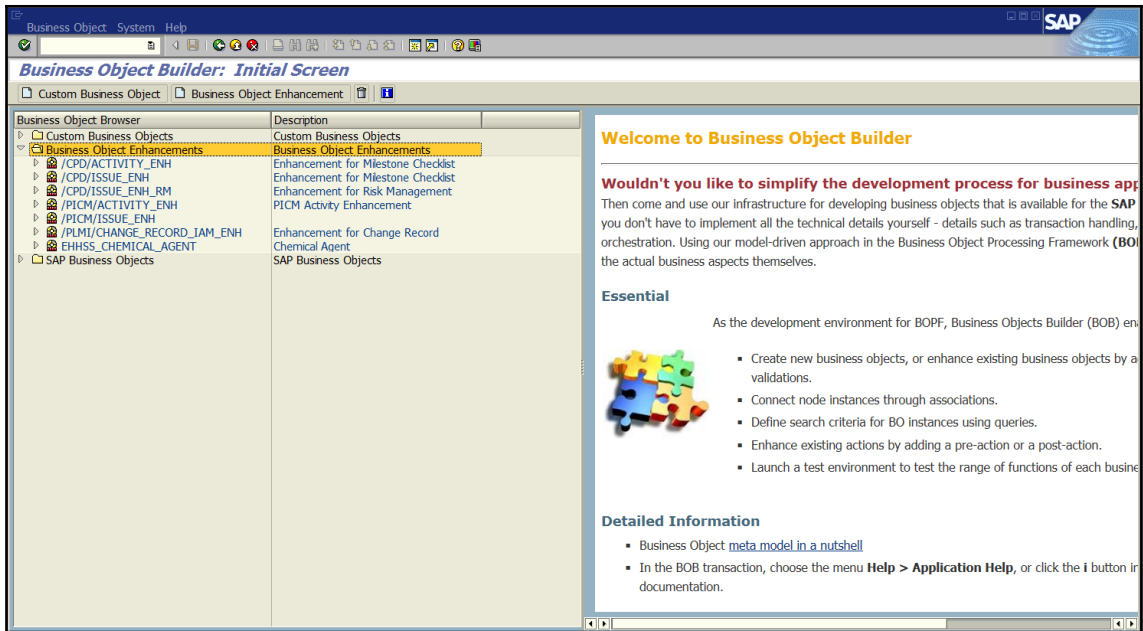 Business Object System Help
SAP
Business Object Builder: Initial Screen
Custom Business Object Business Object Enhancement
Business Object Browser Description
Custom Business Objects Custom Business Objects
Business Object Enhancements Business Object Enhancements
/CPD/ACTIVITY_ENH Enhancement for Milestone Checklist
/CPD/ISSUE_ENH Enhancement for Milestone Checklist
/CPD/ISSUE_ENH_RM Enhancement for Risk Management
/PICM/ACTIVITY_ENH PICM Activity Enhancement
/PICM/ISSUE_ENH
/PLMI/CHANGE_RECORD_IAM_ENH Enhancement for Change Record
EHHSS_CHEMICAL_AGENT Chemical Agent
SAP Business Objects SAP Business Objects
Welcome to Business Object Builder
Wouldn't you like to simplify the development process for business app
Then come and use our infrastructure for developing business objects that is available for the SAP
you don't have to implement all the technical details yourself - details such as transaction handling,
orchestration. Using our model-driven approach in the Business Object Processing Framework (BO
the actual business aspects themselves.
Essential
As the development environment for BOPF, Business Objects Builder (BOB) en
▪ Create new business objects, or enhance existing business objects by a
validations.
▪ Connect node instances through associations.
▪ Define search criteria for BO instances using queries.
▪ Enhance existing actions by adding a pre-action or a post-action.
▪ Launch a test environment to test the range of functions of each busine
Detailed Information
▪ Business Object meta model in a nutshell
▪ In the BOB transaction, choose the menu Help > Application Help, or click the i button in
documentation.